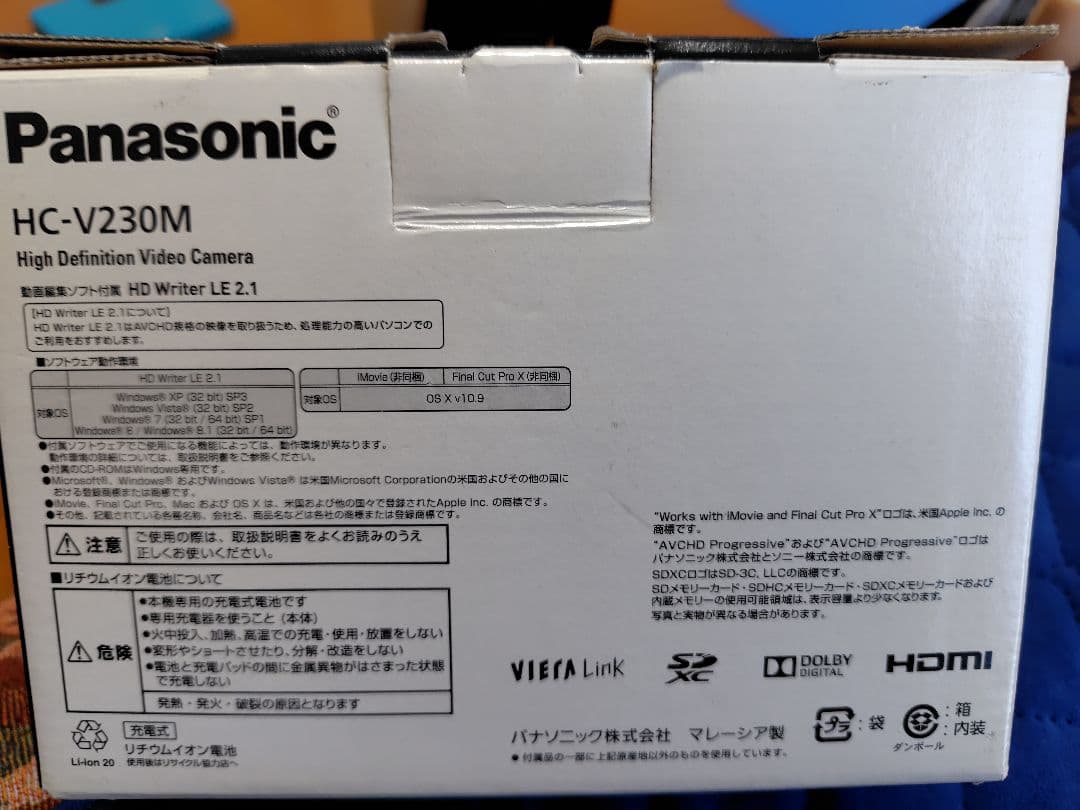 Panasonic®
HC-V230M
High Definition Video Camera
動画編集ソフト付属 HD Writer LE 2.1
[HD Writer LE 2.1について]
HD Writer LE 2.1はAVCHD規格の映像を取り扱うため、処理能力の高いパソコンでの
ご利用をおすすめします。
■ソフトウェア動作環境
HD Writer LE 2.1
対象OS
Windows® XP (32 bit) SP3
Windows Vista® (32 bit) SP2
Windows® 7 (32 bit / 64 bit) SP1
Windows® 8 / Windows® 8.1 (32 bit / 64 bit)
iMovie (非同梱) Final Cut Pro X (非同梱)
対象OS OS X v10.9
●付属ソフトウェアでご使用になる機能によっては、動作環境が異なります。
動作環境の詳細については、取扱説明書をご参照ください。
●付属のCD-ROMはWindows専用です。
●Microsoft®、Windows® およびWindows Vista® は米国Microsoft Corporationの米国およびその他の国に
おける登録商標または商標です。
●iMovie、Final Cut Pro、Mac および OS X は、米国および他の国々で登録されたApple Inc. の商標です。
●その他、記載されている各種名称、会社名、商品名などは各社の商標または登録商標です。
注意
ご使用の際は、取扱説明書をよくお読みのうえ
正しくお使いください。
■リチウムイオン電池について
危険
●本機専用の充電式電池です
●専用充電器を使うこと (本体)
●火中投入、加熱、高温での充電・使用・放置をしない
●変形やショートさせたり、分解・改造をしない
●電池と充電パッドの間に金属異物がはさまった状態
で充電しない
発熱・発火・破裂の原因となります
充電式
リチウムイオン電池
Li-ion 20 使用後はリサイクル協力店へ
"Works with iMovie and Final Cut Pro X"ロゴは、米国Apple Inc. の
商標です。
"AVCHD Progressive"および"AVCHD Progressive"ロゴは
パナソニック株式会社とソニー株式会社の商標です。
SDXCロゴはSD-3C, LLCの商標です。
SDメモリーカード・SDHCメモリーカード・SDXCメモリーカードおよび
内蔵メモリーの使用可能領域は、表示容量より少なくなります。
写真と実物が異なる場合があります。
VIERA Link
SD XC
DOLBY DIGITAL
HDMI
パナソニック株式会社 マレーシア製
●付属品の一部に上記原産地以外のものを使用しています。
プラ : 袋
ダンボール : 箱
: 内装